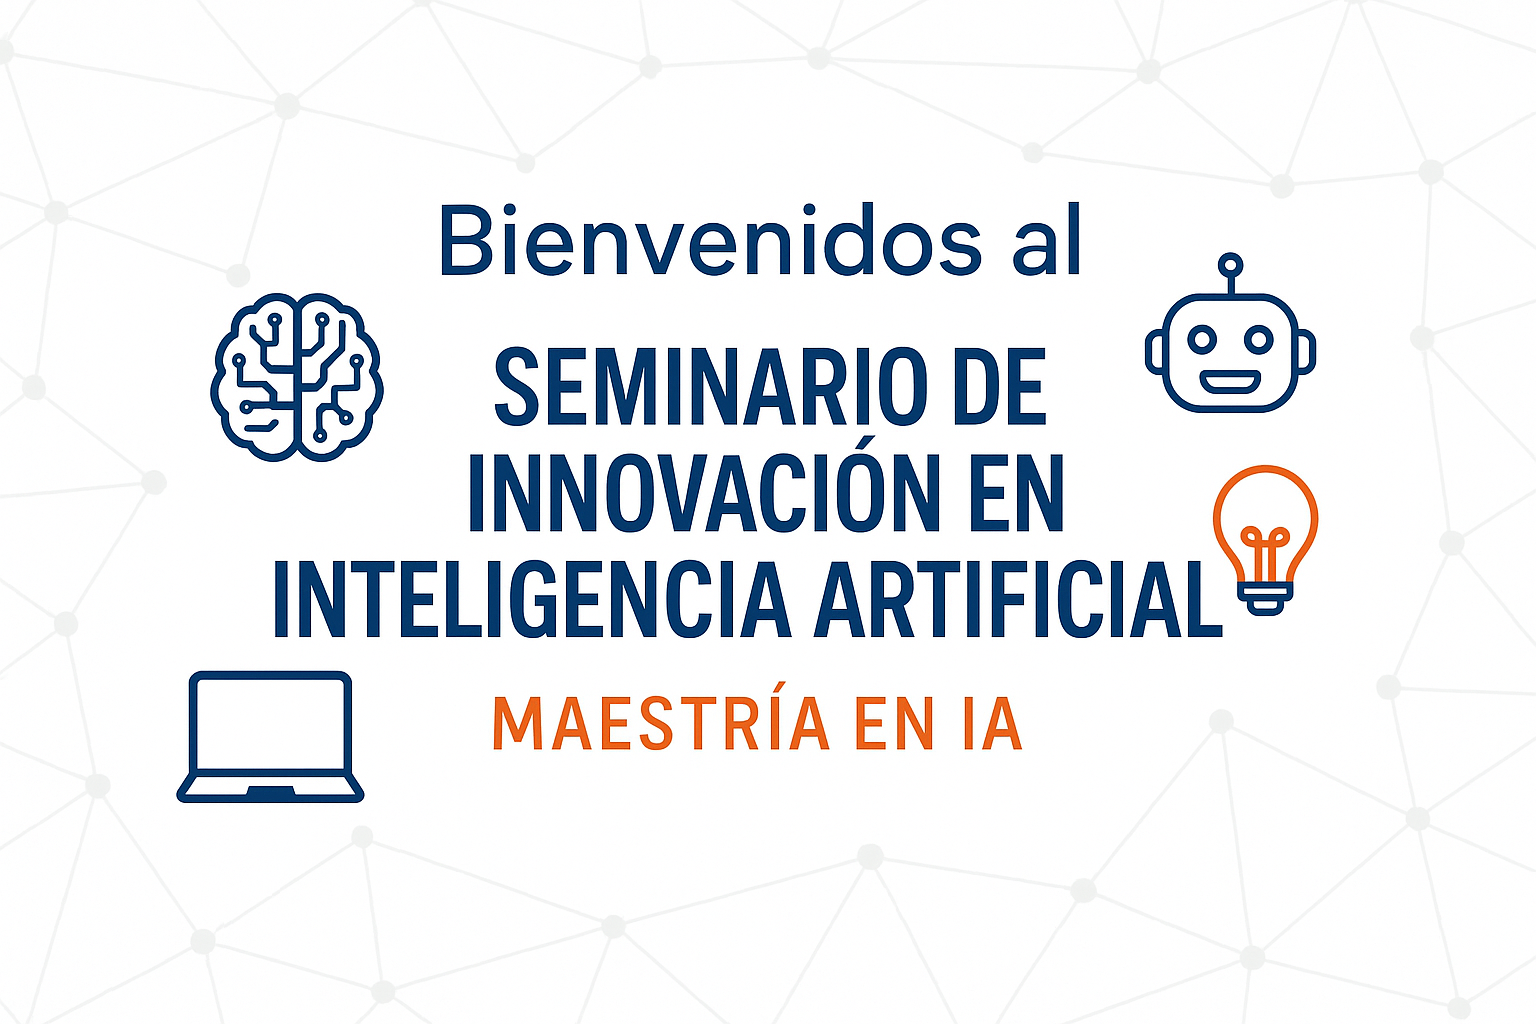 Bienvenidos al
SEMINARIO DE
INNOVACIÓN EN
INTELIGENCIA ARTIFICIAL
MAESTRÍA EN IA